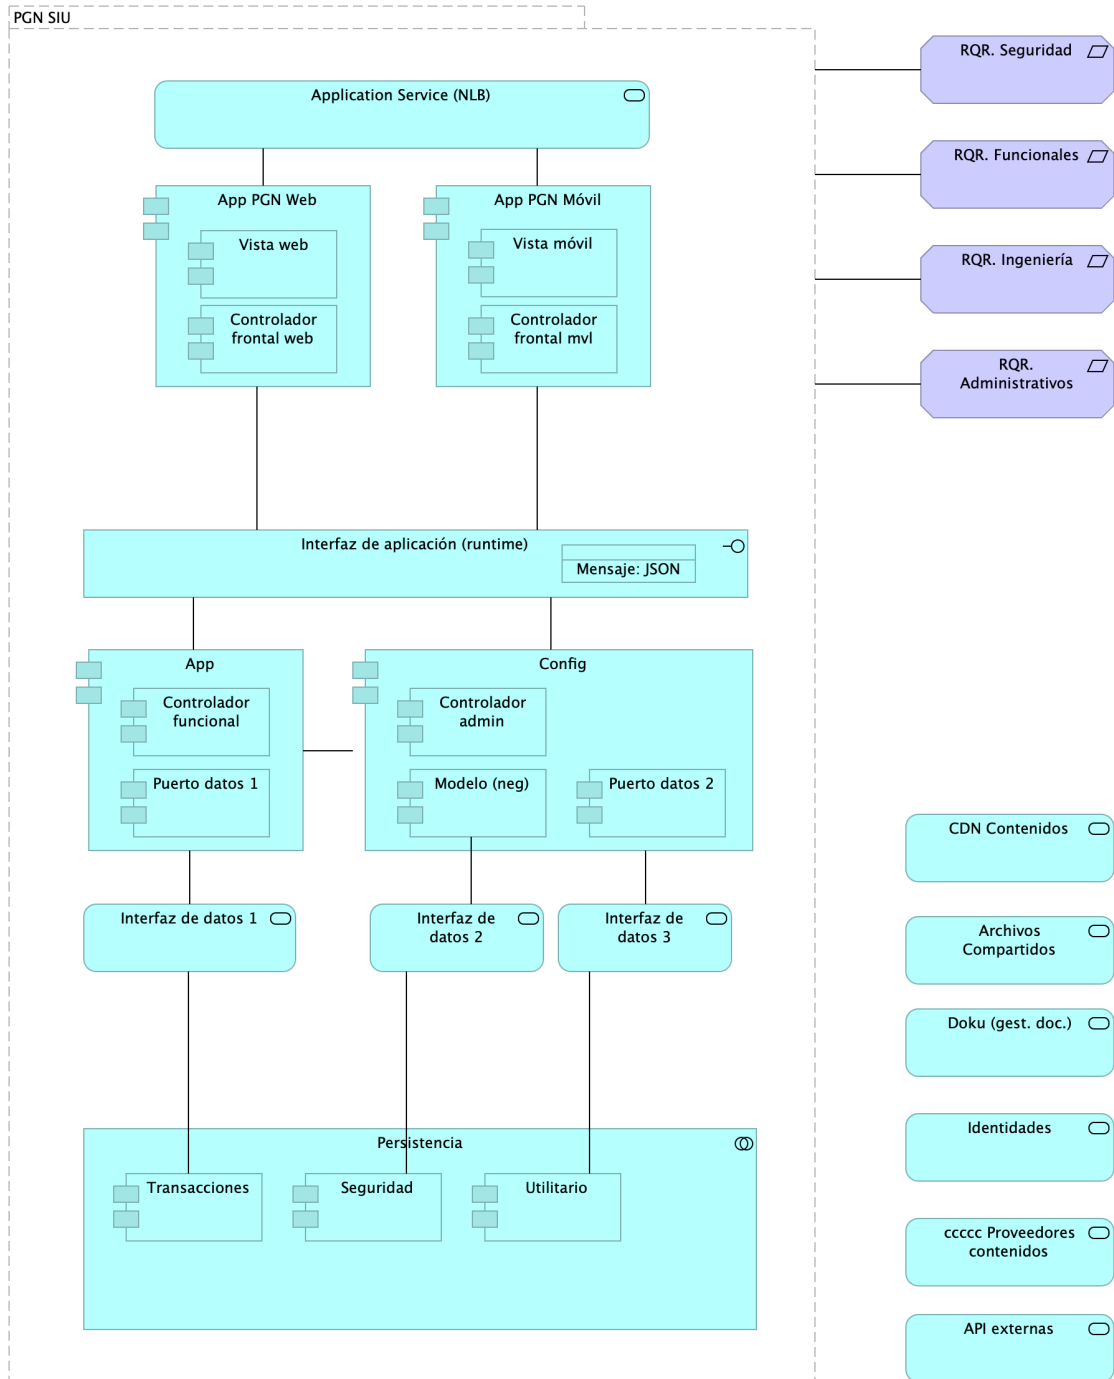 PGN SIU
Application Service (NLB)
App PGN Web
Vista web
Controlador
frontal web
App PGN Móvil
Vista móvil
Controlador
frontal mvl
Interfaz de aplicación (runtime)
Mensaje: JSON
App
Controlador
funcional
Puerto datos 1
Config
Controlador
admin
Modelo (neg)
Puerto datos 2
Interfaz de datos 1
Interfaz de
datos 2
Interfaz de
datos 3
Persistencia
Transacciones
Seguridad
Utilitario
RQR. Seguridad
RQR. Funcionales
RQR. Ingeniería
RQR.
Administrativos
CDN Contenidos
Archivos
Compartidos
Doku (gest. doc.)
Identidades
ccccc Proveedores
contenidos
API externas